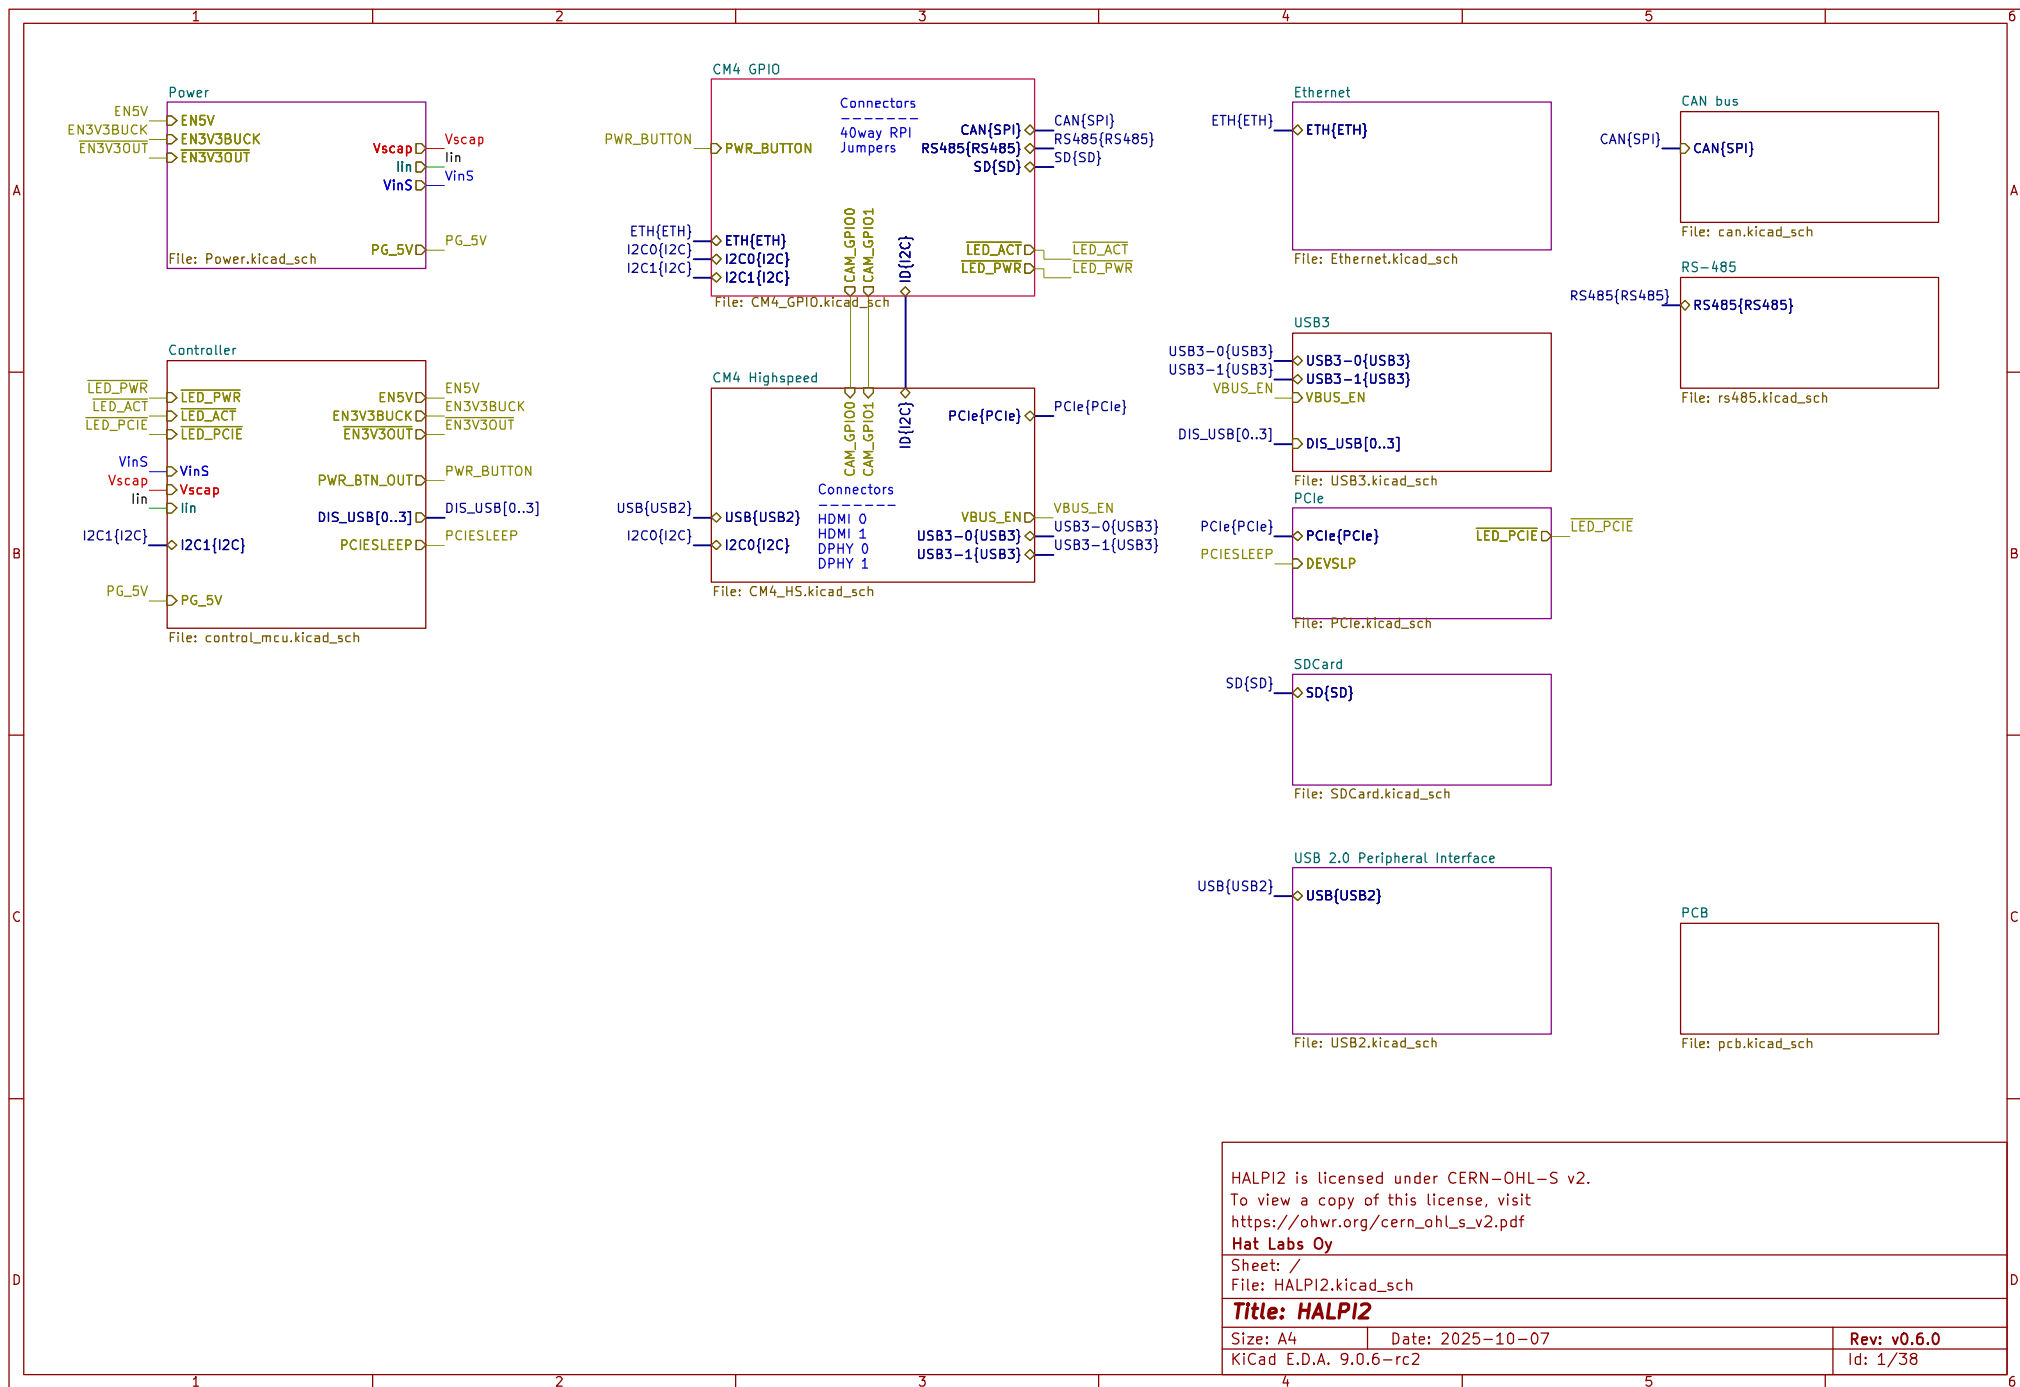 1 2 3 4 5 6
A
B
C
D
A
B
C
D
Power
EN5V
EN3V3BUCK
EN3V3OUT
EN5V
EN3V3BUCK
EN3V3OUT
Vscap
Iin
VinS
PG_5V
Vscap
Iin
VinS
PG_5V
File: Power.kicad_sch
Controller
LED_PWR
LED_ACT
LED_PCIE
VinS
Vscap
Iin
I2C1{I2C}
PG_5V
LED_PWR
LED_ACT
LED_PCIE
VinS
Vscap
Iin
I2C1{I2C}
PG_5V
EN5V
EN3V3BUCK
EN3V3OUT
PWR_BTN_OUT
DIS_USB[0..3]
PCIESLEEP
EN5V
EN3V3BUCK
EN3V3OUT
PWR_BUTTON
DIS_USB[0..3]
PCIESLEEP
File: control_mcu.kicad_sch
CM4 GPIO
Connectors
--------
40way RPI
Jumpers
PWR_BUTTON
PWR_BUTTON
ETH{ETH}
I2C0{I2C}
I2C1{I2C}
ETH{ETH}
I2C0{I2C}
I2C1{I2C}
CAM_GPIO0
CAM_GPIO1
ID{I2C}
CAN{SPI}
RS485{RS485}
SD{SD}
CAN{SPI}
RS485{RS485}
SD{SD}
LED_ACT
LED_PWR
LED_ACT
LED_PWR
File: CM4_GPIO.kicad_sch
CM4 Highspeed
CAM_GPIO0
CAM_GPIO1
ID{I2C}
Connectors
--------
HDMI 0
HDMI 1
DPHY 0
DPHY 1
USB{USB2}
I2C0{I2C}
USB{USB2}
I2C0{I2C}
PCIe{PCIe}
VBUS_EN
USB3-0{USB3}
USB3-1{USB3}
PCIe{PCIe}
VBUS_EN
USB3-0{USB3}
USB3-1{USB3}
File: CM4_HS.kicad_sch
Ethernet
ETH{ETH}
ETH{ETH}
File: Ethernet.kicad_sch
USB3
USB3-0{USB3}
USB3-1{USB3}
VBUS_EN
DIS_USB[0..3]
USB3-0{USB3}
USB3-1{USB3}
VBUS_EN
DIS_USB[0..3]
File: USB3.kicad_sch
PCIe
PCIe{PCIe}
PCIESLEEP
PCIe{PCIe}
DEVSLP
LED_PCIE
LED_PCIE
File: PCIe.kicad_sch
SDCard
SD{SD}
SD{SD}
File: SDCard.kicad_sch
USB 2.0 Peripheral Interface
USB{USB2}
USB{USB2}
File: USB2.kicad_sch
CAN bus
CAN{SPI}
CAN{SPI}
File: can.kicad_sch
RS-485
RS485{RS485}
RS485{RS485}
File: rs485.kicad_sch
PCB
File: pcb.kicad_sch
HALPI2 is licensed under CERN-OHL-S v2.
To view a copy of this license, visit
https://ohwr.org/cern_ohl_s_v2.pdf
Hat Labs Oy
Sheet: /
File: HALPI2.kicad_sch
Title: HALPI2
Size: A4 Date: 2025-10-07 Rev: v0.6.0
KiCad E.D.A. 9.0.6-rc2 Id: 1/38
1 2 3 4 5 6